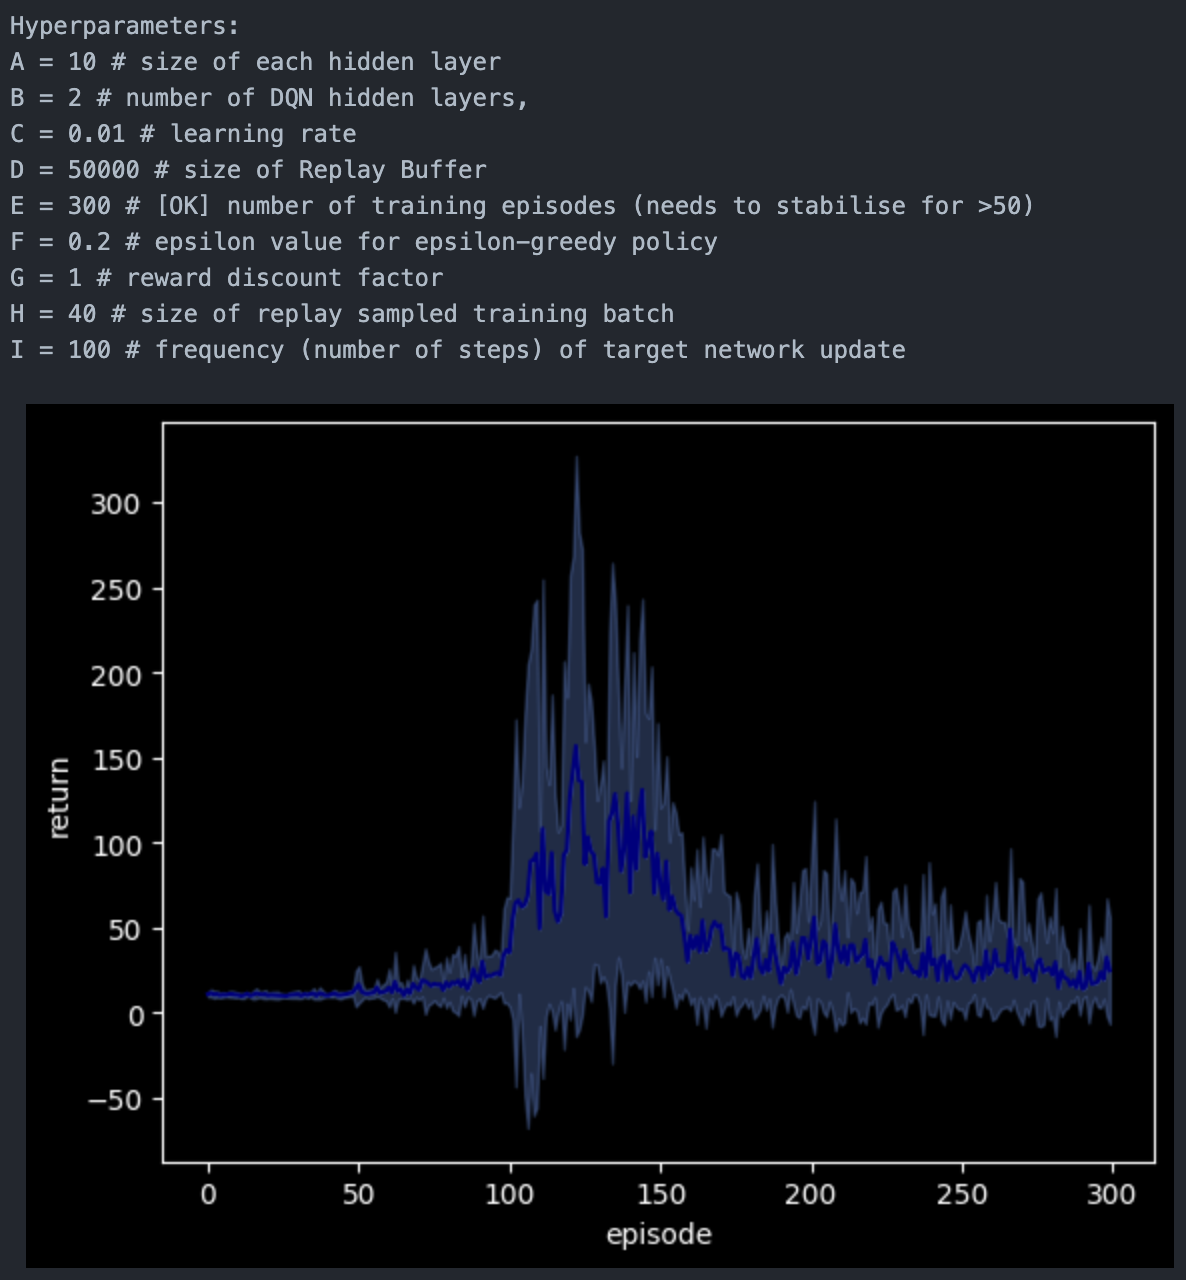 Hyperparameters:
A = 10 # size of each hidden layer
B = 2 # number of DQN hidden layers,
C = 0.01 # learning rate
D = 50000 # size of Replay Buffer
E = 300 # [OK] number of training episodes (needs to stabilise for >50)
F = 0.2 # epsilon value for epsilon-greedy policy
G = 1 # reward discount factor
H = 40 # size of replay sampled training batch
I = 100 # frequency (number of steps) of target network update
300
250
200
150
100
50
0
−50
return
0 50 100 150 200 250 300
episode